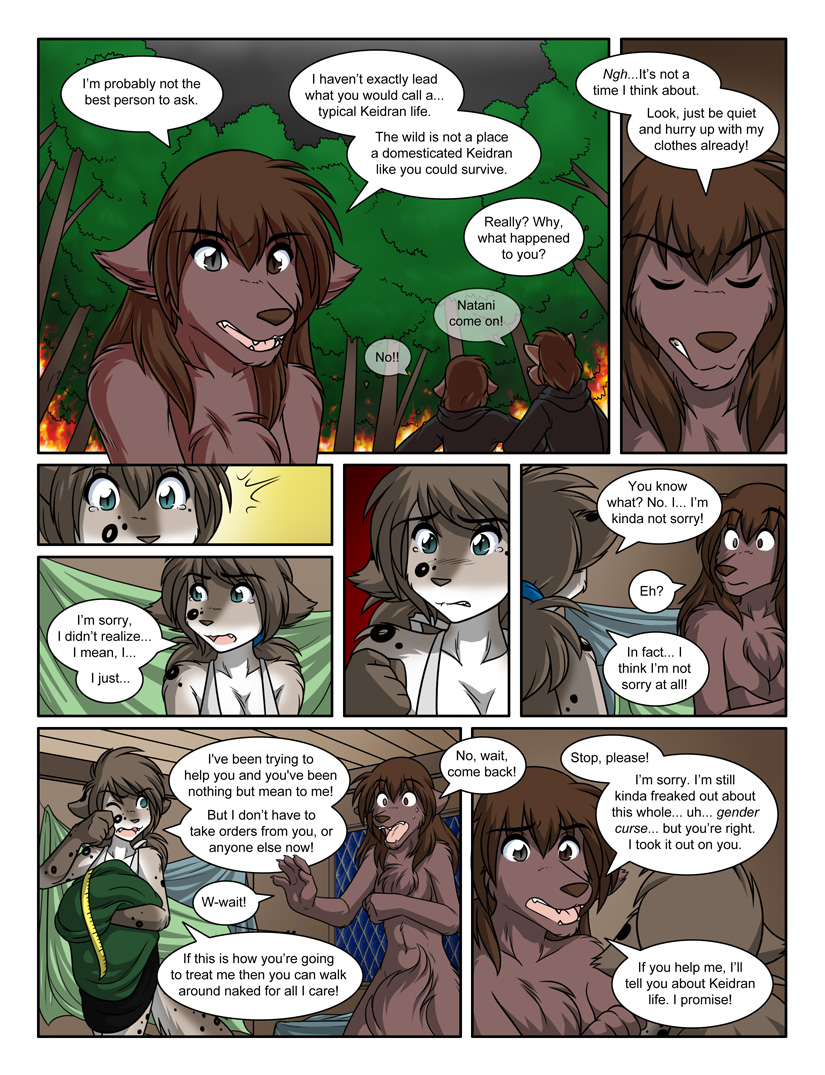 I'm probably not the
best person to ask.
I haven't exactly lead
what you would call a...
typical Keidran life.
The wild is not a place
a domesticated Keidran
like you could survive.
Really? Why,
what happened
to you?
Natani
come on!
No!!
Ngh...It's not a
time I think about.
Look, just be quiet
and hurry up with my
clothes already!
I'm sorry,
I didn't realize...
I mean, I...
I just...
You know
what? No. I... I'm
kinda not sorry!
Eh?
In fact... I
think I'm not
sorry at all!
I've been trying to
help you and you've been
nothing but mean to me!
But I don't have to
take orders from you, or
anyone else now!
W-wait!
If this is how you're going
to treat me then you can walk
around naked for all I care!
No, wait,
come back!
Stop, please!
I'm sorry. I'm still
kinda freaked out about
this whole... uh... gender
curse... but you're right.
I took it out on you.
If you help me, I'll
tell you about Keidran
life. I promise!